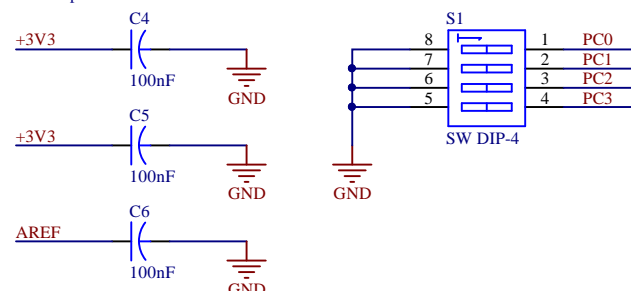 C4
+3V3
100nF
GND
C5
+3V3
100nF
GND
C6
AREF
100nF
GND
S1
8 1 PC0
7 2 PC1
6 3 PC2
5 4 PC3
SW DIP-4
GND